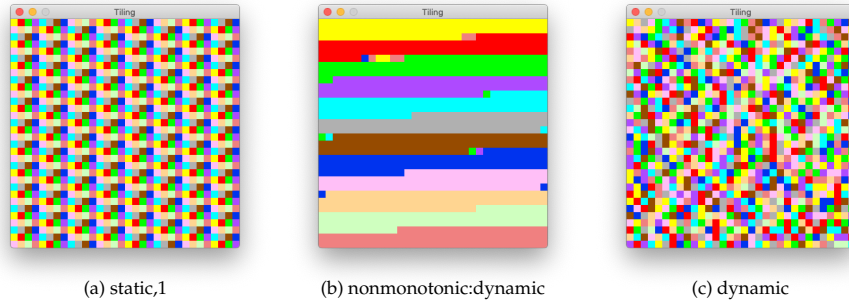 Tiling
Tiling
Tiling
(a) static,1
(b) nonmonotonic:dynamic
(c) dynamic